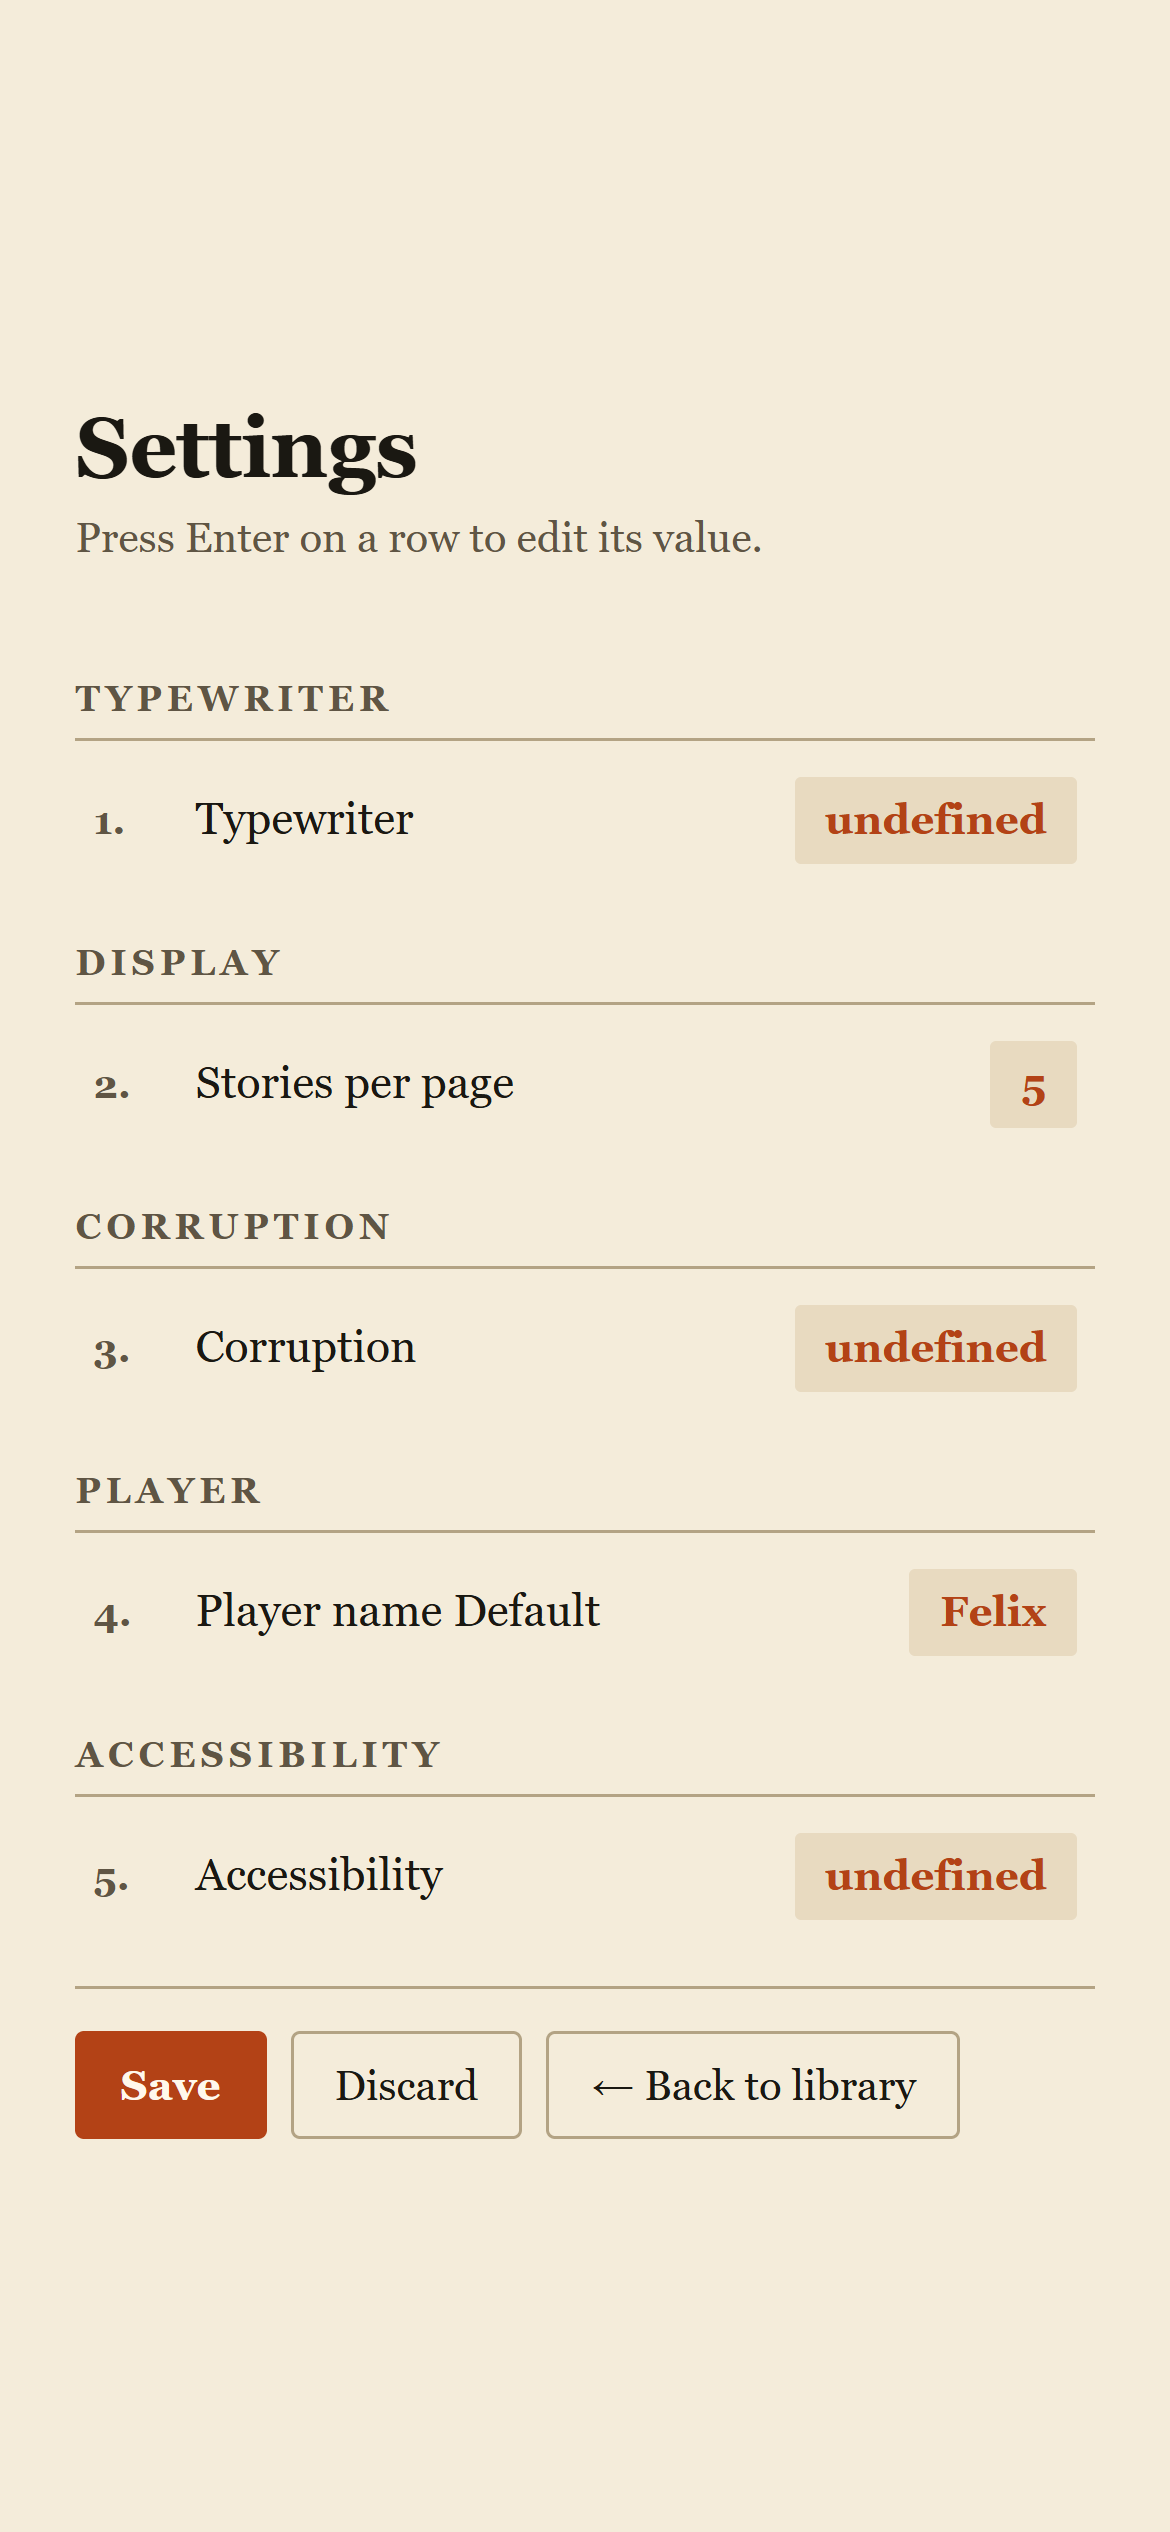 Settings
Press Enter on a row to edit its value.
TYPEWRITER
1. Typewriter undefined
DISPLAY
2. Stories per page 5
CORRUPTION
3. Corruption undefined
PLAYER
4. Player name Default Felix
ACCESSIBILITY
5. Accessibility undefined
Save Discard ← Back to library